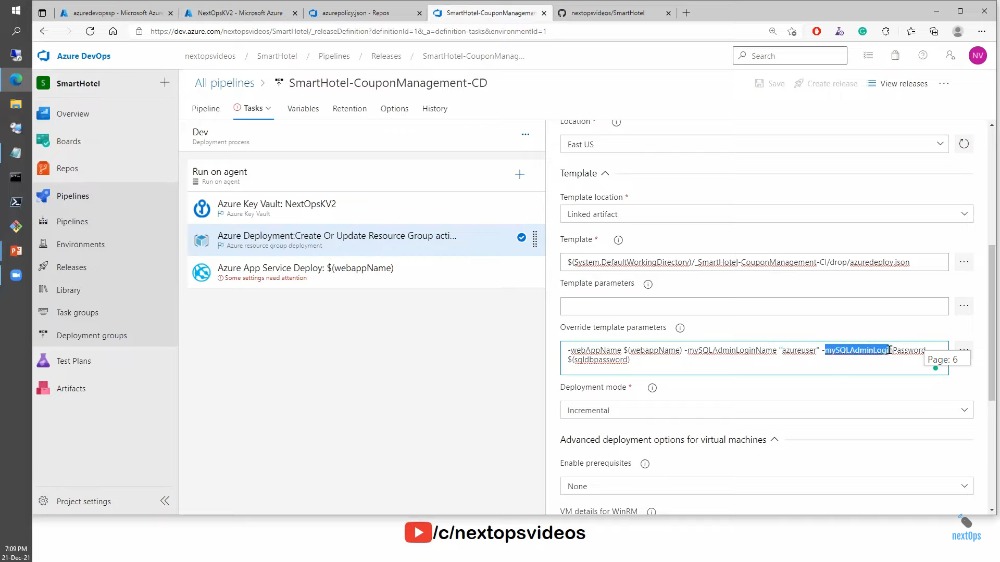 azuredevopssp - Microsoft Azure
NextOpsKV2 - Microsoft Azure
azurepolicy.json - Repos
SmartHotel-CouponManagement
nextopsvideos/SmartHotel
https://dev.azure.com/nextopsvideos/SmartHotel/_releaseDefinition?definitionId=1&_a=definition-tasks&environmentId=1
Azure DevOps
nextopsvideos / SmartHotel / Pipelines / Releases / SmartHotel-CouponManag...
Search
NV
S SmartHotel
Overview
Boards
Repos
Pipelines
Pipelines
Environments
Releases
Library
Task groups
Deployment groups
Test Plans
Artifacts
Project settings
All pipelines > SmartHotel-CouponManagement-CD
Save
Create release
View releases
Pipeline
Tasks
Variables
Retention
Options
History
Dev
Deployment process
Run on agent
Run on agent
Azure Key Vault: NextOpsKV2
Azure Key Vault
Azure Deployment:Create Or Update Resource Group acti...
Azure resource group deployment
Azure App Service Deploy: $(webappName)
Some settings need attention
Location *
East US
Template
Template location *
Linked artifact
Template *
$(System.DefaultWorkingDirectory)/_SmartHotel-CouponManagement-CI/drop/azuredeploy.json
Template parameters
Override template parameters
-webAppName $(webappName) -mySQLAdminLoginName "azureuser" -mySQLAdminLoginPassword
$(sqldbpassword)
Page: 6
Deployment mode *
Incremental
Advanced deployment options for virtual machines
Enable prerequisites
None
VM details for WinRM
/c/nextopsvideos
nextOps
7:09 PM
21-Dec-21